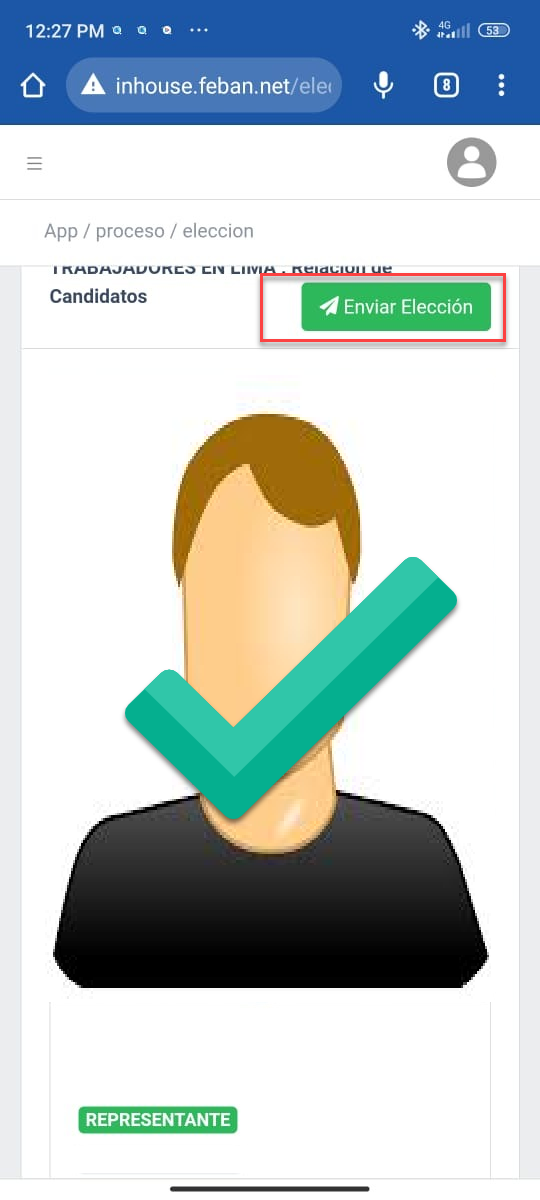 12:27 PM
4G
53
inhouse.feban.net/elec
8
App / proceso / eleccion
TRABAJADORES EN LIMA , Relación de
Candidatos
Enviar Elección
REPRESENTANTE